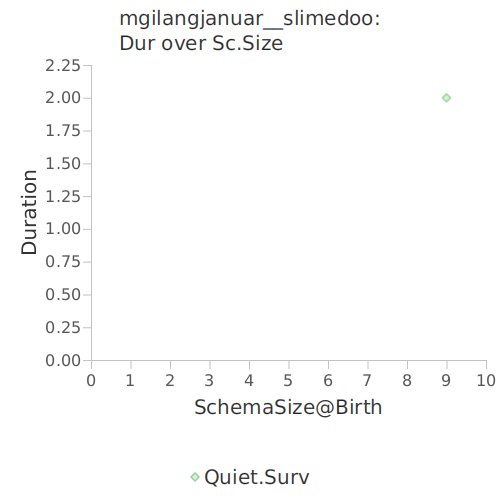 mgilangjanuar__slimedoo:
Dur over Sc.Size
2.25
2.00
1.75
1.50
1.25
1.00
0.75
0.50
0.25
0.00
Duration
0 1 2 3 4 5 6 7 8 9 10
SchemaSize@Birth
Quiet.Surv